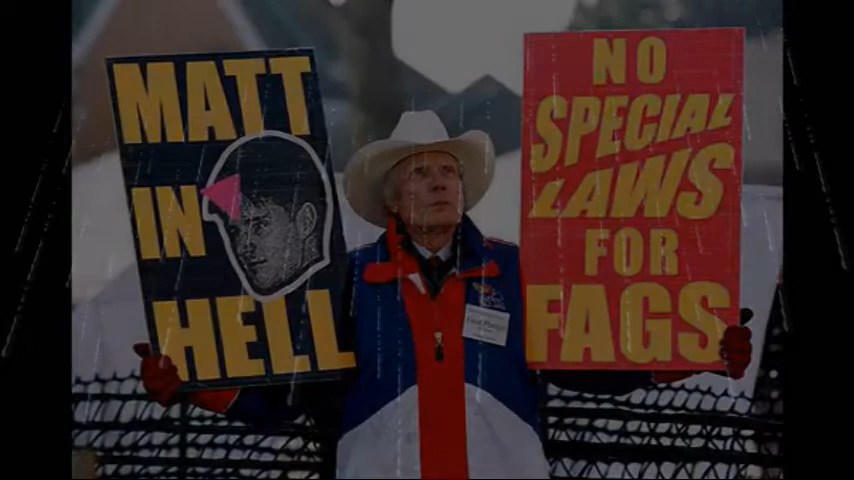 MATT
IN
HELL
NO
SPECIAL
LAWS
FOR
FAGS